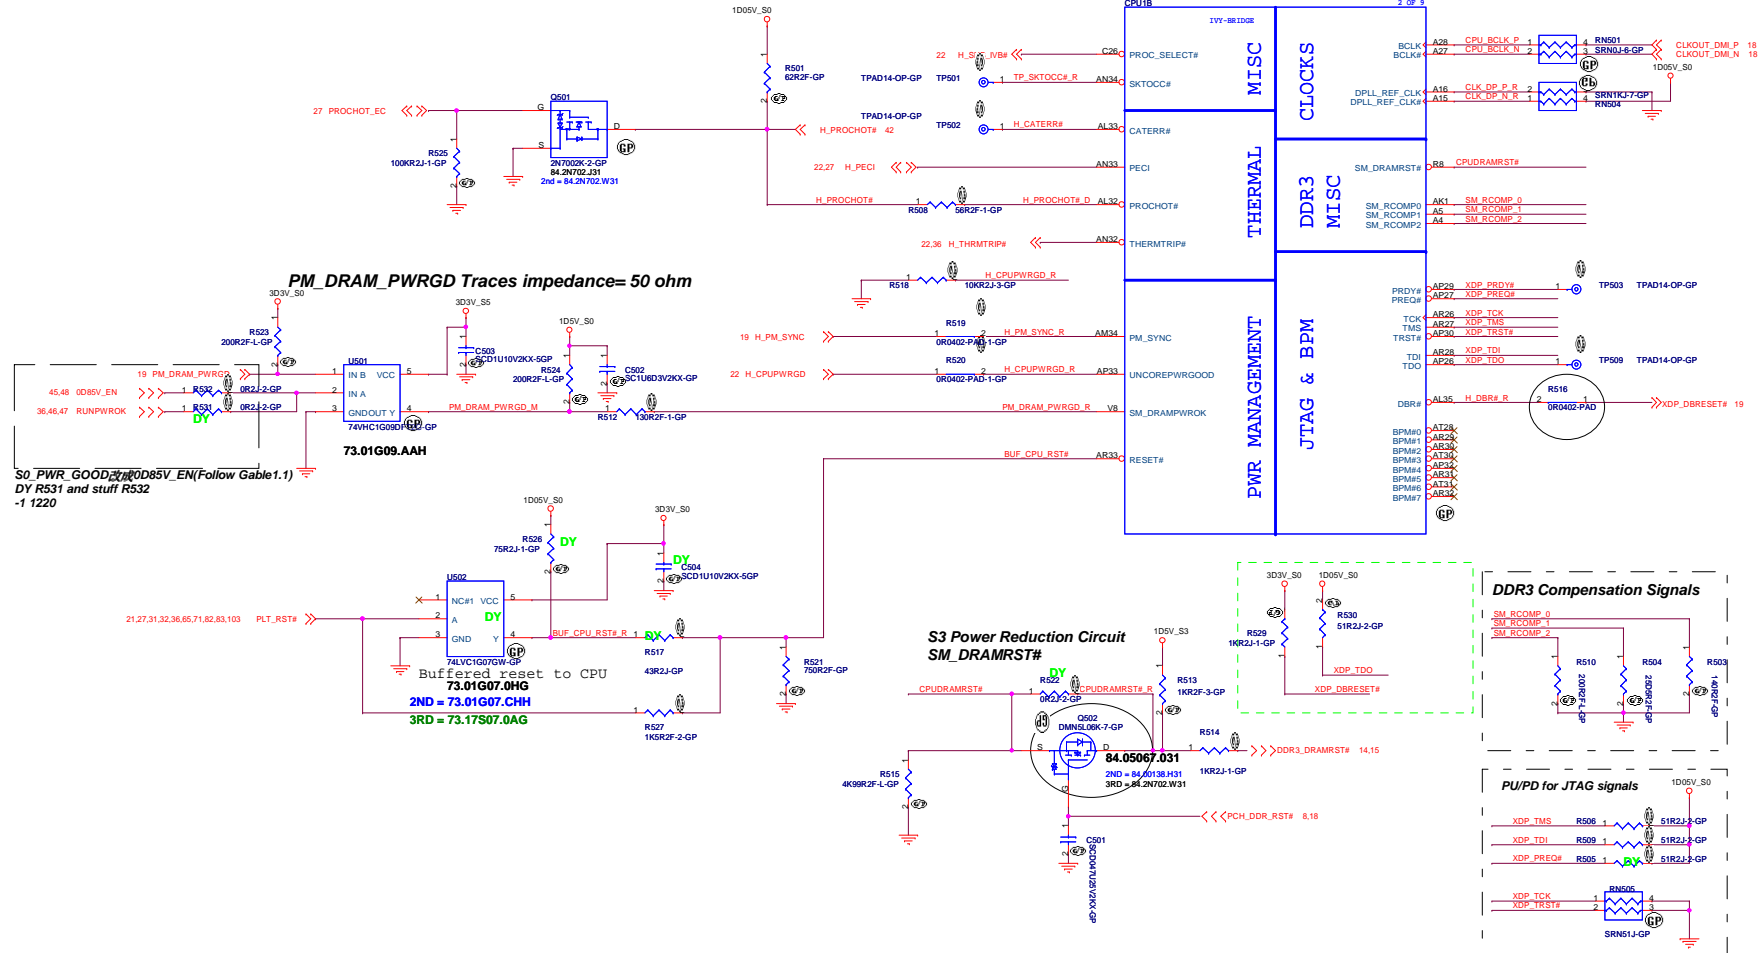 1D05V_S0
R501
62R2F-GP
27 PROCHOT_EC
Q501
G
D
S
2N7002K-2-GP
84.2N702.J31
2nd = 84.2N702.W31
R525
100KR2J-1-GP
TPAD14-OP-GP TP501
TP_SKTOCC#_R
TPAD14-OP-GP
TP502
H_CATERR#
H_PROCHOT# 42
22,27 H_PECI
H_PROCHOT#
R508
56R2F-1-GP
H_PROCHOT#_D
22,36 H_THRMTRIP#
R518
10KR2J-3-GP
H_CPUPWRGD_R
19 H_PM_SYNC
R519
0R0402-PAD-1-GP
H_PM_SYNC_R
22 H_CPUPWRGD
R520
0R0402-PAD-1-GP
H_CPUPWRGD_R
PM_DRAM_PWRGD_R
BUF_CPU_RST#
CPU1B
IVY-BRIDGE
2 OF 9
C26 PROC_SELECT#
AN34 SKTOCC#
AL33 CATERR#
AN33 PECI
AL32 PROCHOT#
AN32 THERMTRIP#
AM34 PM_SYNC
AP33 UNCOREPWRGOOD
V8 SM_DRAMPWROK
AR33 RESET#
MISC
THERMAL
PWR MANAGEMENT
CLOCKS
DDR3
MISC
JTAG & BPM
BCLK A28 CPU_BCLK_P
BCLK# A27 CPU_BCLK_N
RN501
SRN0J-6-GP
CLKOUT_DMI_P 18
CLKOUT_DMI_N 18
1D05V_S0
DPLL_REF_CLK A16 CLK_DP_P_R
DPLL_REF_CLK# A15 CLK_DP_N_R
SRN1KJ-7-GP
RN504
SM_DRAMRST# R8 CPUDRAMRST#
SM_RCOMP0 AK1 SM_RCOMP_0
SM_RCOMP1 A5 SM_RCOMP_1
SM_RCOMP2 A4 SM_RCOMP_2
PRDY# AP29 XDP_PRDY#
PREQ# AP27 XDP_PREQ#
TP503 TPAD14-OP-GP
TCK AR26 XDP_TCK
TMS AR27 XDP_TMS
TRST# AP30 XDP_TRST#
TDI AR28 XDP_TDI
TDO AP26 XDP_TDO
TP509 TPAD14-OP-GP
DBR# AL35 H_DBR#_R
R516
0R0402-PAD
XDP_DBRESET# 19
BPM#0 AT28
BPM#1 AR29
BPM#2 AR30
BPM#3 AT30
BPM#4 AP32
BPM#5 AR31
BPM#6 AT31
BPM#7 AR32
PM_DRAM_PWRGD Traces impedance= 50 ohm
3D3V_S0
R523
200R2F-L-GP
3D3V_S5
C503
SCD1U10V2KX-5GP
1D5V_S0
R524
200R2F-L-GP
C502
SC1U6D3V2KX-GP
19 PM_DRAM_PWRGD
45,48 0D85V_EN
R532
0R2J-2-GP
36,46,47 RUNPWROK
R531
0R2J-2-GP
DY
U501
IN B VCC
IN A
GND OUT Y
73.01G09.AAH
PM_DRAM_PWRGD_M
R512
130R2F-1-GP
S0_PWR_GOOD改成0D85V_EN(Follow Gable1.1)
DY R531 and stuff R532
-1 1220
1D05V_S0
R526
75R2J-1-GP
DY
3D3V_S0
DY
C504
SCD1U10V2KX-5GP
U502
NC#1 VCC
A
GND Y
DY
74LVC1G07GW-GP
Buffered reset to CPU
73.01G07.0HG
2ND = 73.01G07.CHH
3RD = 73.17S07.0AG
21,27,31,32,36,65,71,82,83,103 PLT_RST#
BUF_CPU_RST#_R
DY
R517
43R2J-GP
R527
1K5R2F-2-GP
R521
750R2F-GP
S3 Power Reduction Circuit
SM_DRAMRST#
CPUDRAMRST#
DY
R522
0R2J-2-GP
CPUDRAMRST#_R
1D5V_S3
R513
1KR2F-3-GP
Q502
DMN5L06K-7-GP
S
D
G
84.05067.031
2ND = 84.00138.H31
3RD = 84.2N702.W31
R514
1KR2J-1-GP
DDR3_DRAMRST# 14,15
R515
4K99R2F-L-GP
PCH_DDR_RST# 8,18
C501
SCD047U25V2KX-GP
3D3V_S0 1D05V_S0
R529
1KR2J-1-GP
R530
51R2J-2-GP
XDP_TDO
XDP_DBRESET#
DDR3 Compensation Signals
SM_RCOMP_0
SM_RCOMP_1
SM_RCOMP_2
R510
200R2F-L-GP
R504
25D5R2F-GP
R503
140R2F-GP
PU/PD for JTAG signals
1D05V_S0
XDP_TMS R506 51R2J-2-GP
XDP_TDI R509 51R2J-2-GP
XDP_PREQ# R505 DY 51R2J-2-GP
XDP_TCK
XDP_TRST#
RN505
SRN51J-GP